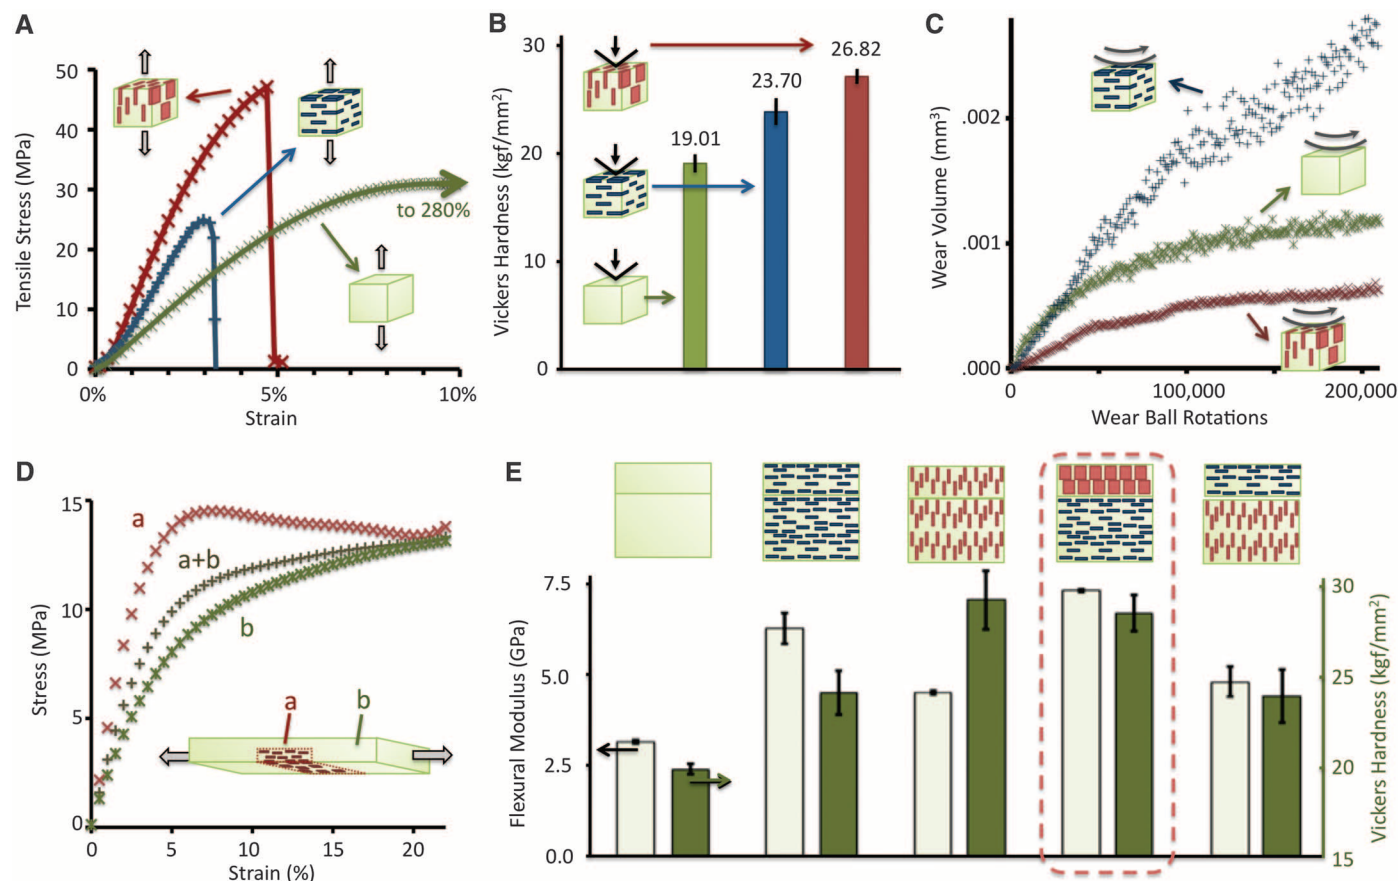 A
Tensile Stress (MPa)
50
40
30
20
10
0
0%
5%
10%
Strain
to 280%
B
Vickers Hardness (kgf/mm²)
30
20
10
0
19.01
23.70
26.82
C
Wear Volume (mm³)
.002
.001
.000
0
100,000
200,000
Wear Ball Rotations
D
Stress (MPa)
15
10
5
0
0
5
10
15
20
Strain (%)
a
a+b
b
a
b
E
Flexural Modulus (GPa)
7.5
5.0
2.5
0.0
30
25
20
15
Vickers Hardness (kgf/mm²)